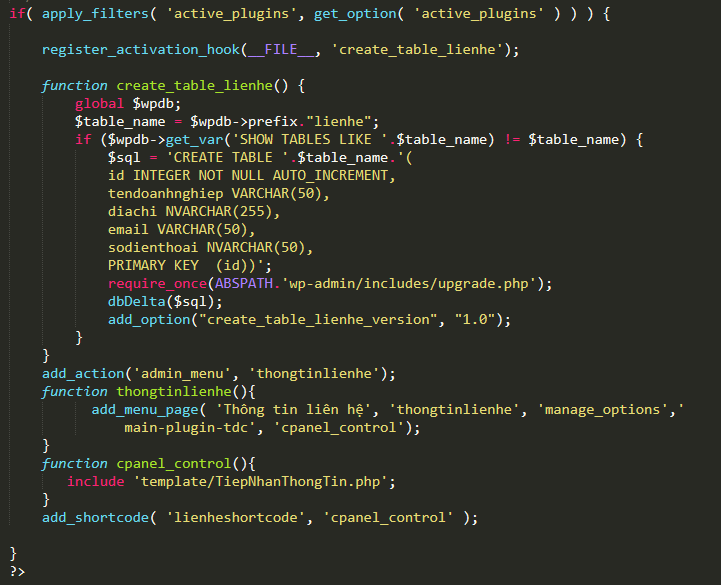 if( apply_filters( 'active_plugins', get_option( 'active_plugins' ) ) ) {
register_activation_hook(__FILE__, 'create_table_lienhe');
function create_table_lienhe() {
global $wpdb;
$table_name = $wpdb->prefix."lienhe";
if ($wpdb->get_var('SHOW TABLES LIKE '.$table_name) != $table_name) {
$sql = 'CREATE TABLE '.$table_name.'(
id INTEGER NOT NULL AUTO_INCREMENT,
tendoanhnghiep VARCHAR(50),
diachi NVARCHAR(255),
email VARCHAR(50),
sodienthoai NVARCHAR(50),
PRIMARY KEY  (id))';
require_once(ABSPATH.'wp-admin/includes/upgrade.php');
dbDelta($sql);
add_option("create_table_lienhe_version", "1.0");
}
}
add_action('admin_menu', 'thongtinlienhe');
function thongtinlienhe(){
add_menu_page( 'Thông tin liên hệ', 'thongtinlienhe', 'manage_options','
main-plugin-tdc', 'cpanel_control');
}
function cpanel_control(){
include 'template/TiepNhanThongTin.php';
}
add_shortcode( 'lienheshortcode', 'cpanel_control' );
}
?>